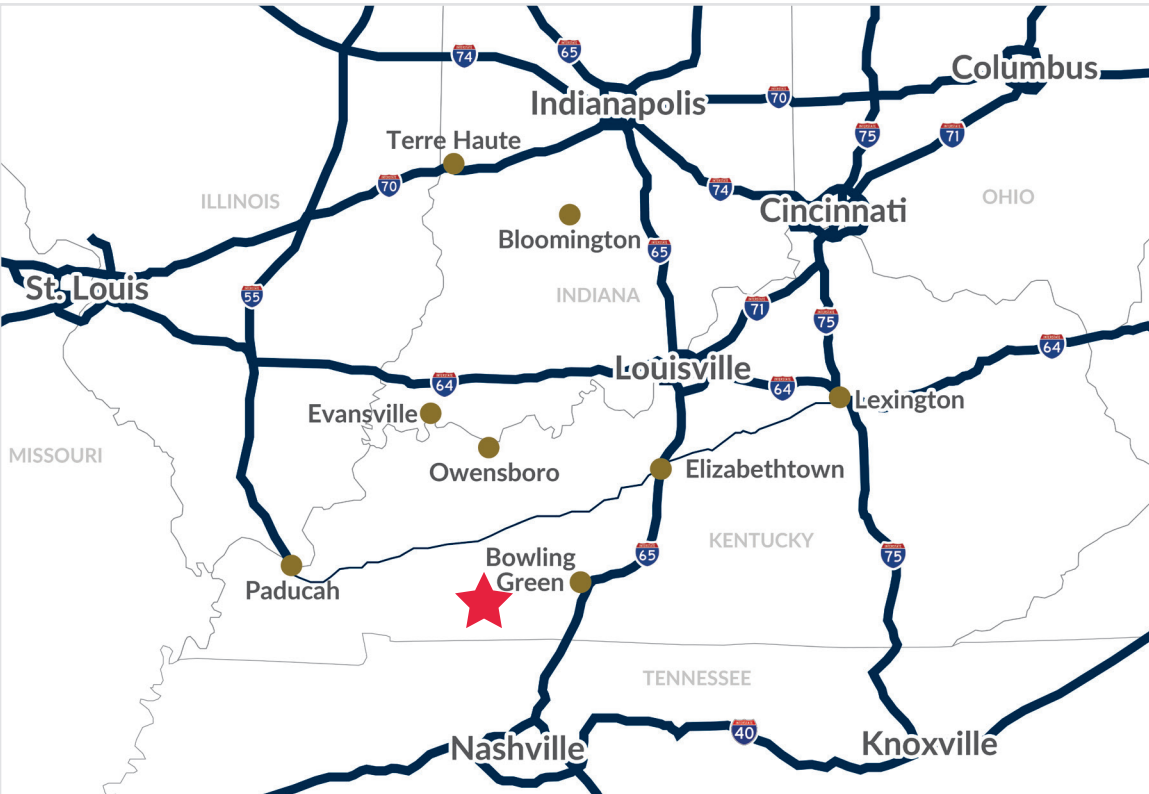 74
65
Columbus
70
Indianapolis
75
71
Terre Haute
70
74
ILLINOIS
OHIO
Cincinnati
Bloomington
65
St. Louis
55
INDIANA
71
75
64
Louisville
64
64
Evansville
Lexington
MISSOURI
Owensboro
Elizabethtown
KENTUCKY
65
75
Bowling
Green
Paducah
TENNESSEE
40
Nashville
Knoxville